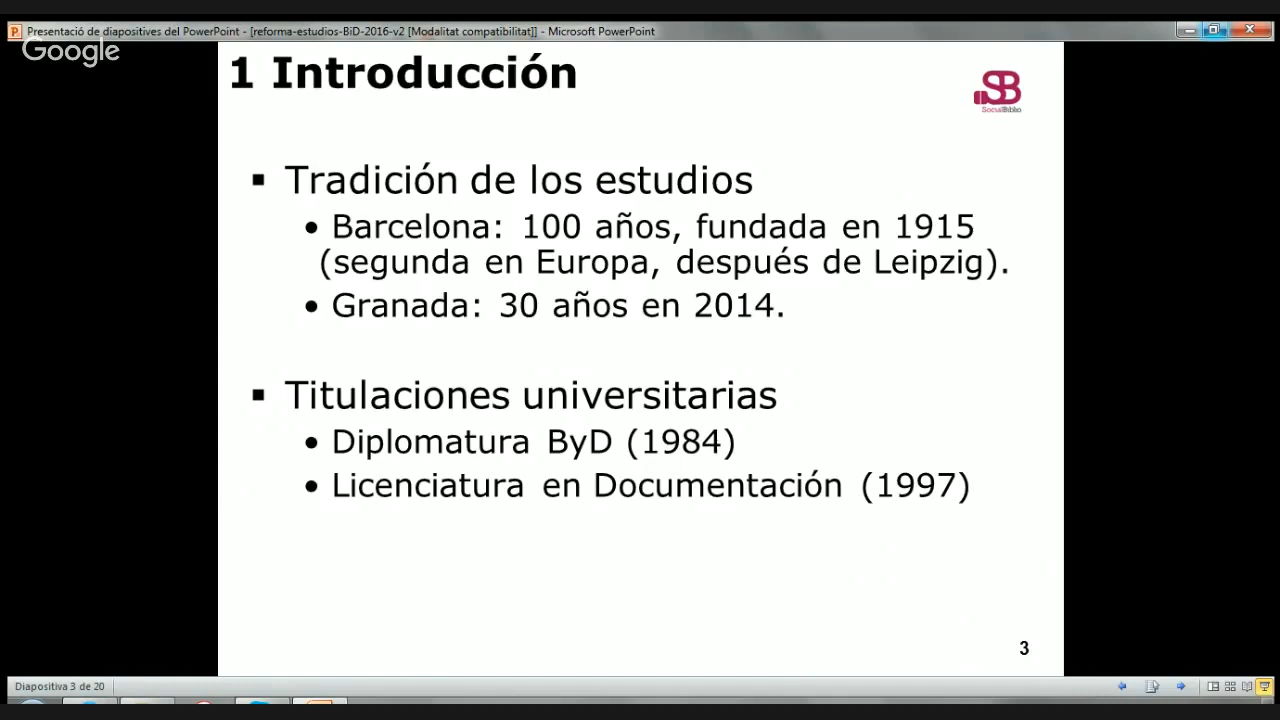 Presentació de diapositives del PowerPoint - [reforma-estudios-BiD-2016-v2 [Modalitat compatibilitat]] - Microsoft PowerPoint
Google
1 Introducción
SB
SocialBiblio
▪ Tradición de los estudios
• Barcelona: 100 años, fundada en 1915
(segunda en Europa, después de Leipzig).
• Granada: 30 años en 2014.
▪ Titulaciones universitarias
• Diplomatura ByD (1984)
• Licenciatura en Documentación (1997)
3
Diapositiva 3 de 20